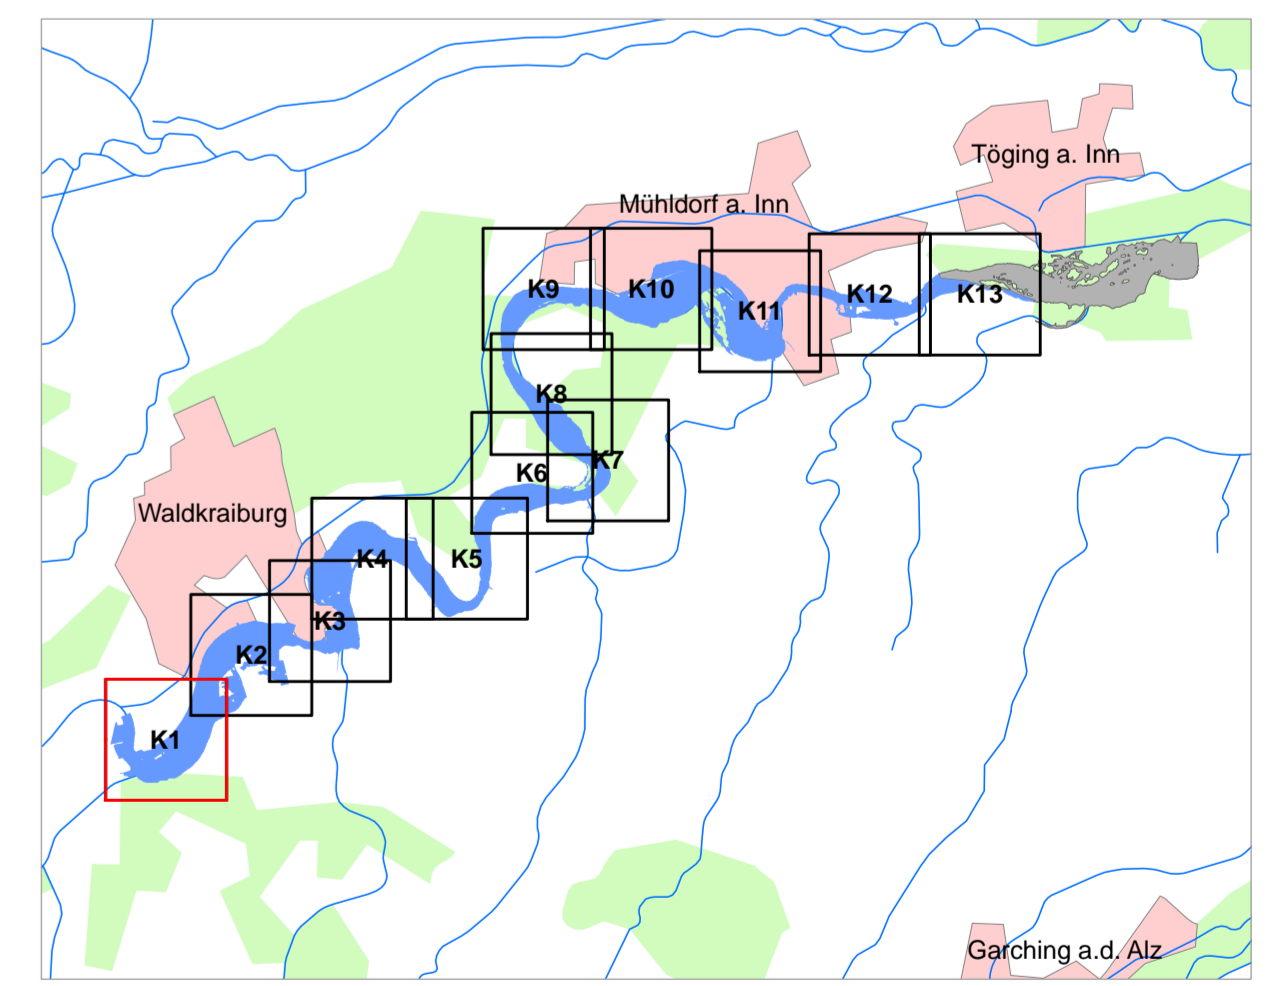 Töging a. Inn
Mühldorf a. Inn
K9
K10
K11
K12
K13
K8
K7
K6
Waldkraiburg
K4
K5
K3
K2
K1
Garching a.d. Alz